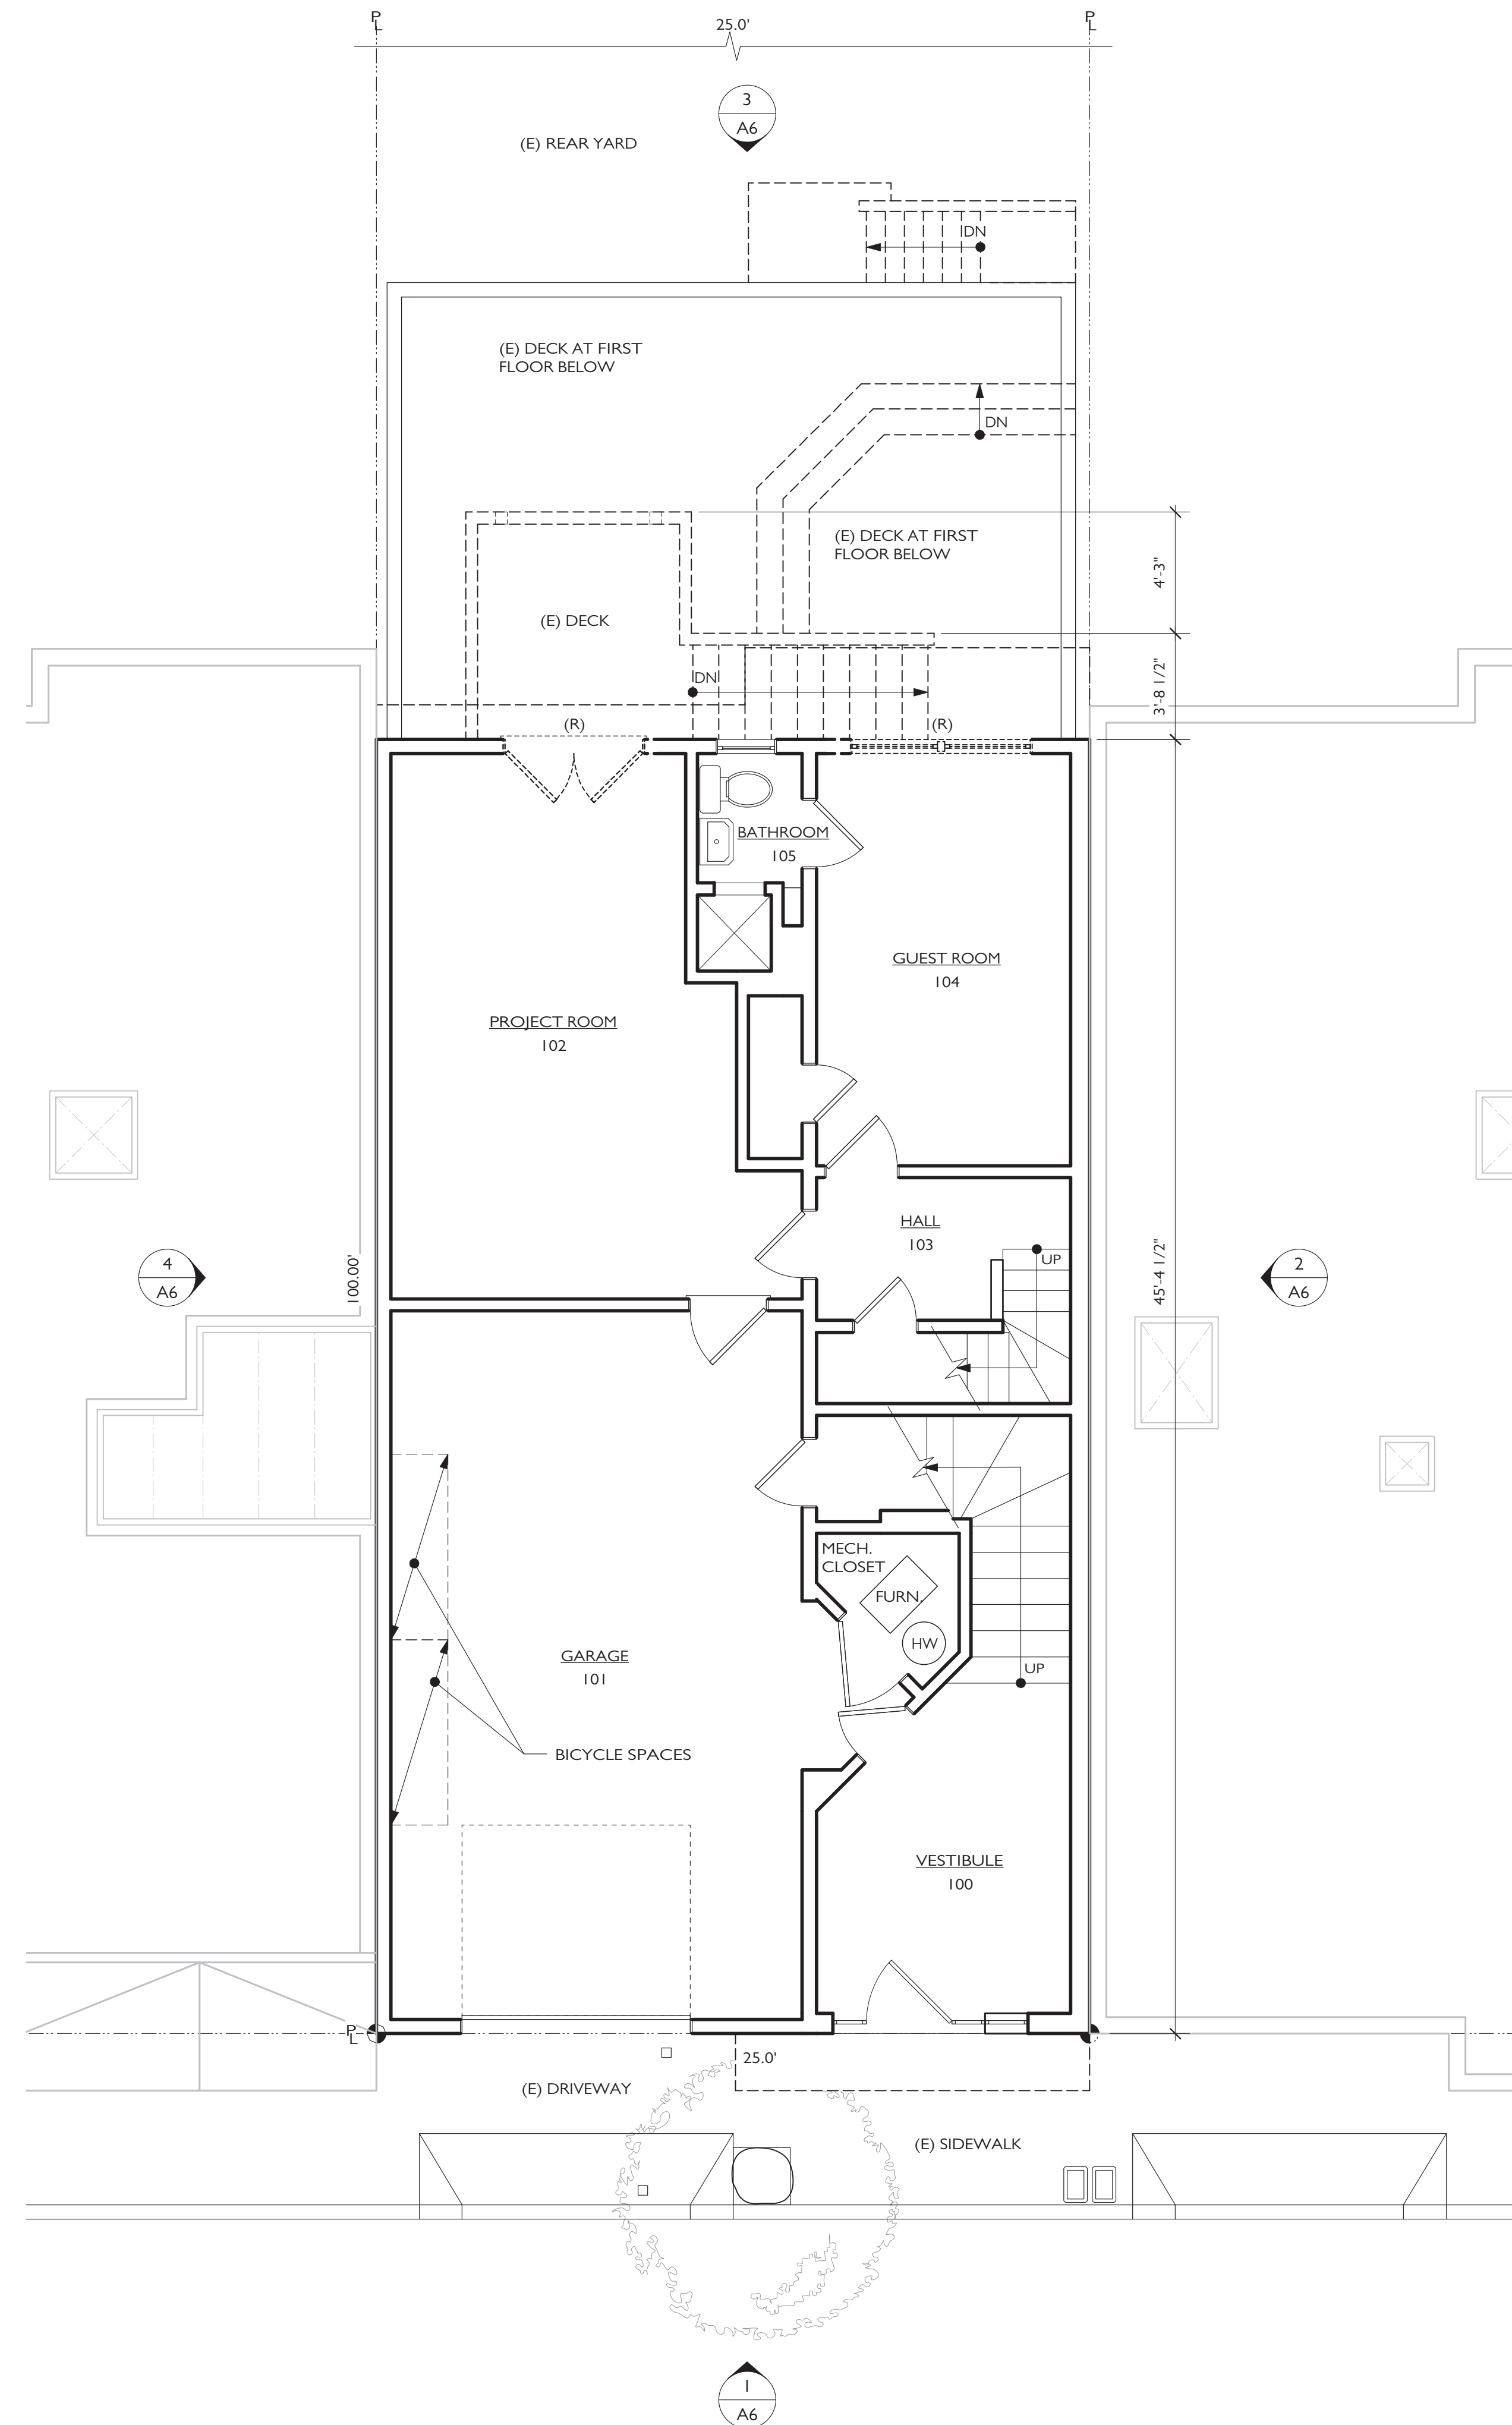 PL
25.0'
PL
3
A6
(E) REAR YARD
DN
(E) DECK AT FIRST
FLOOR BELOW
DN
(E) DECK AT FIRST
FLOOR BELOW
4'-3"
(E) DECK
3'-8 1/2"
DN
(R)
(R)
BATHROOM
105
GUEST ROOM
104
PROJECT ROOM
102
HALL
103
UP
4
A6
100.00'
45'-4 1/2"
2
A6
MECH.
CLOSET
FURN.
HW
GARAGE
101
UP
BICYCLE SPACES
VESTIBULE
100
PL
25.0'
(E) DRIVEWAY
(E) SIDEWALK
1
A6